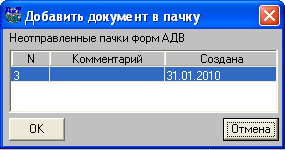 Добавить документ в пачку
Неотправленные пачки форм АДВ
N Комментарий Создана
3 31.01.2010
OK Отмена